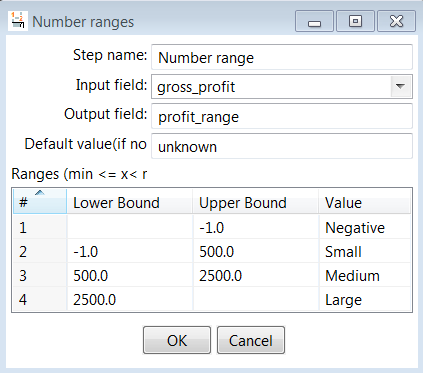 Number ranges
Step name: Number range
Input field: gross_profit
Output field: profit_range
Default value(if no unknown
Ranges (min <= x< r
# Lower Bound Upper Bound Value
1 -1.0 Negative
2 -1.0 500.0 Small
3 500.0 2500.0 Medium
4 2500.0 Large
OK Cancel